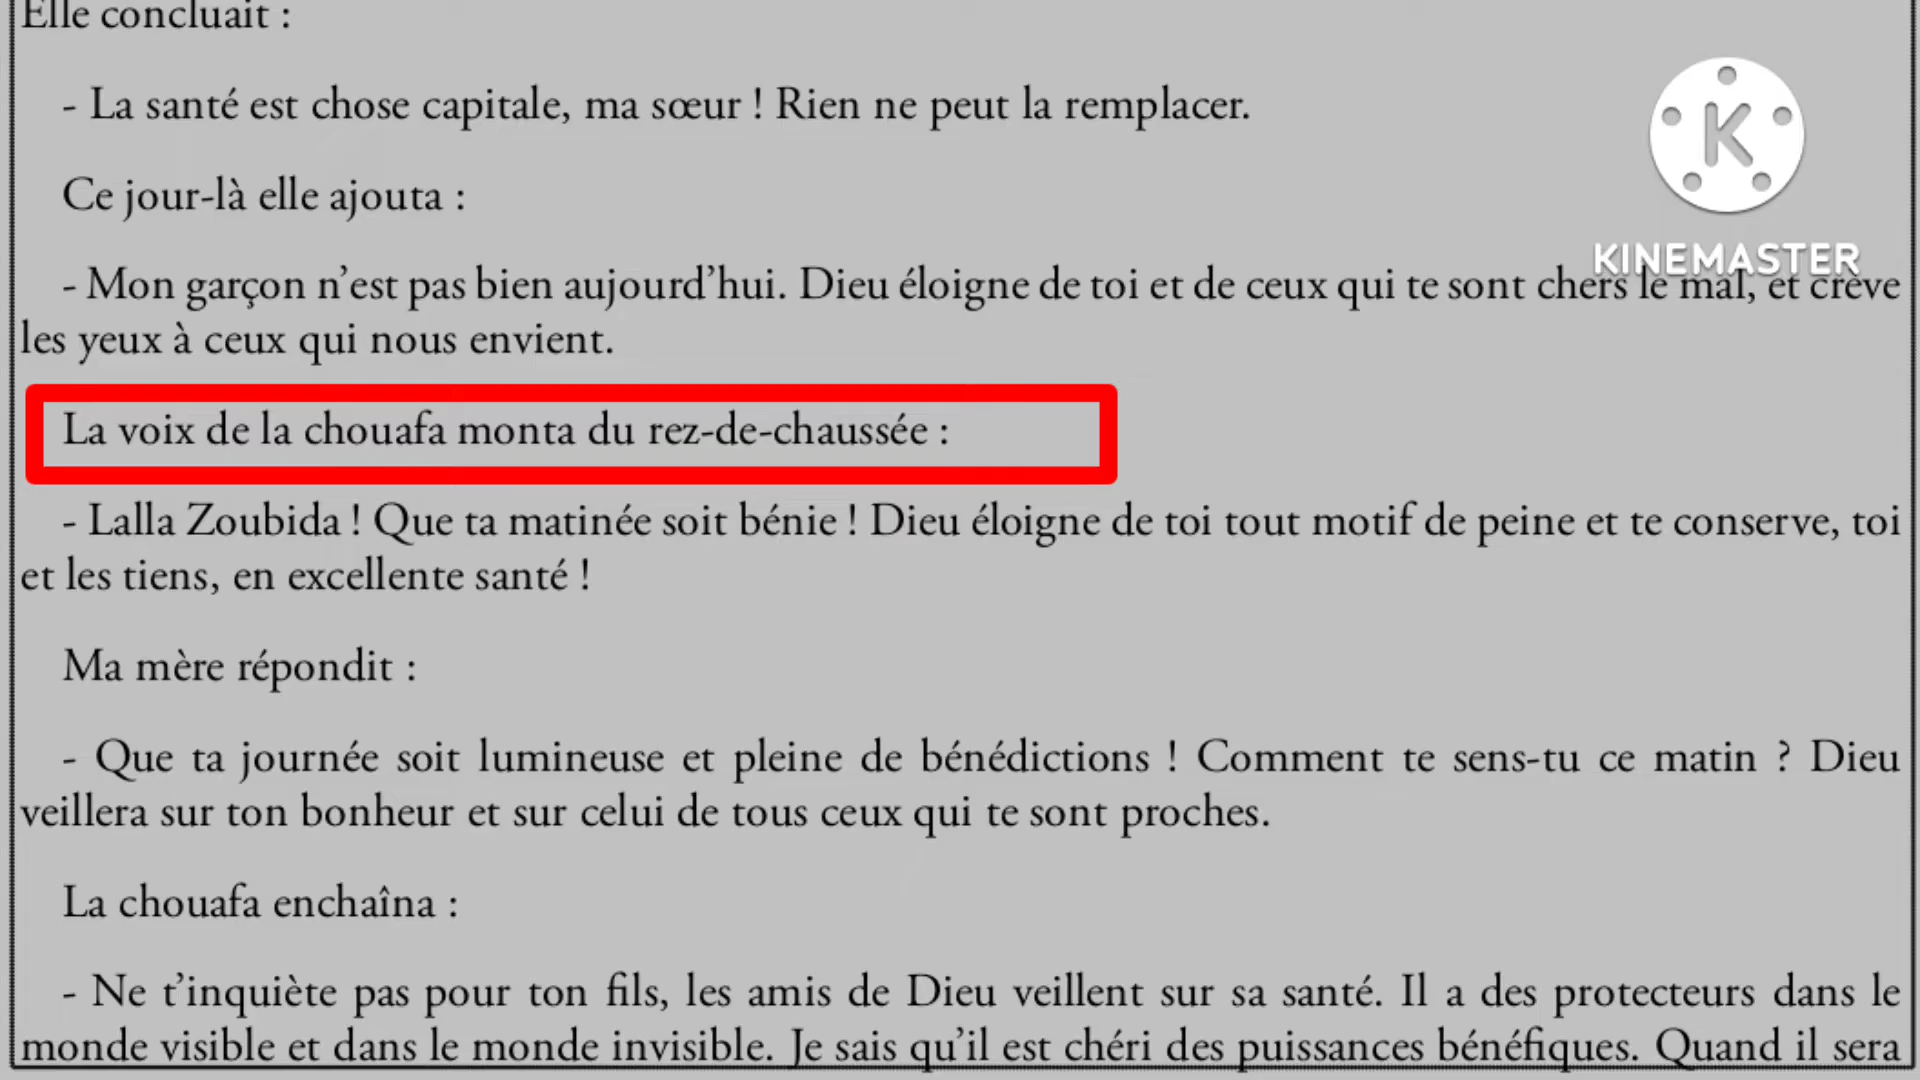 Elle concluait :
- La santé est chose capitale, ma sœur ! Rien ne peut la remplacer.
Ce jour-là elle ajouta :
KINEMASTER
- Mon garçon n’est pas bien aujourd’hui. Dieu éloigne de toi et de ceux qui te sont chers le mal, et crève
les yeux à ceux qui nous envient.
La voix de la chouafa monta du rez-de-chaussée :
- Lalla Zoubida ! Que ta matinée soit bénie ! Dieu éloigne de toi tout motif de peine et te conserve, toi
et les tiens, en excellente santé !
Ma mère répondit :
- Que ta journée soit lumineuse et pleine de bénédictions ! Comment te sens-tu ce matin ? Dieu
veillera sur ton bonheur et sur celui de tous ceux qui te sont proches.
La chouafa enchaîna :
- Ne t’inquiète pas pour ton fils, les amis de Dieu veillent sur sa santé. Il a des protecteurs dans le
monde visible et dans le monde invisible. Je sais qu’il est chéri des puissances bénéfiques. Quand il sera